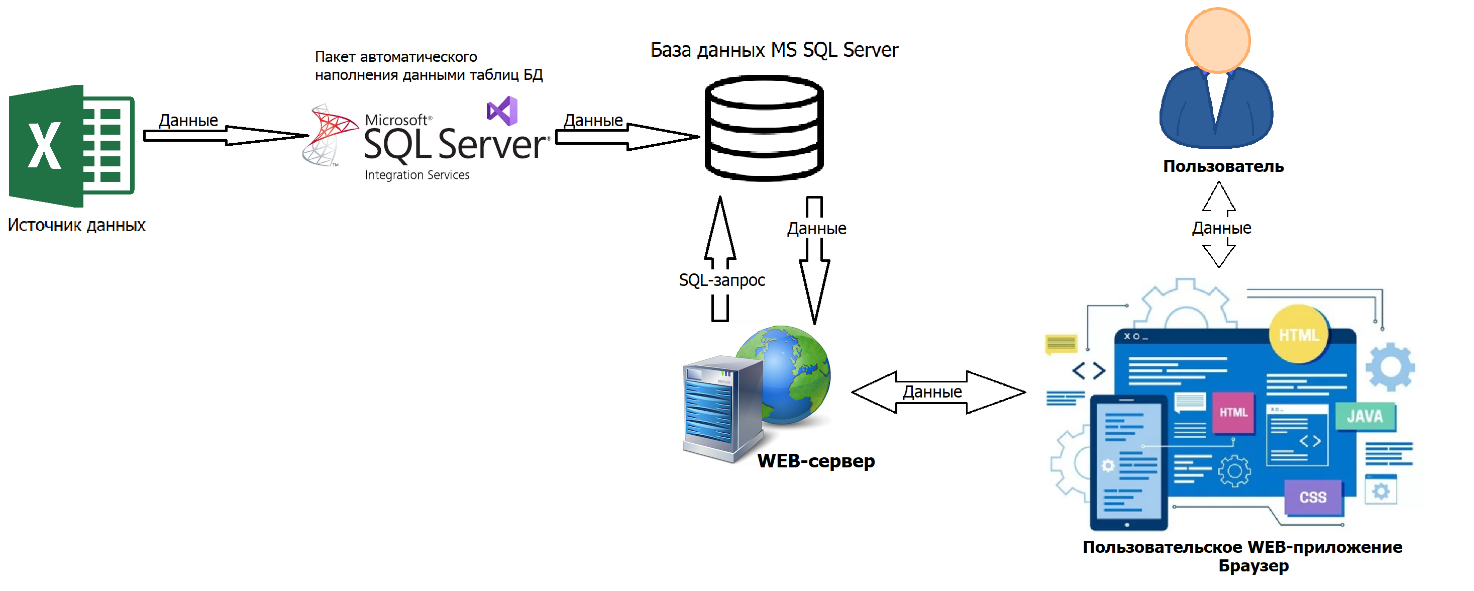 База данных MS SQL Server
Пакет автоматического
наполнения данными таблиц БД
Данные
Microsoft®
SQL Server®
Integration Services
Данные
X
Источник данных
Пользователь
Данные
Данные
SQL-запрос
WEB-сервер
Данные
X O _
HTML
HTML
X O _
JAVA
CSS
Пользовательское WEB-приложение
Браузер